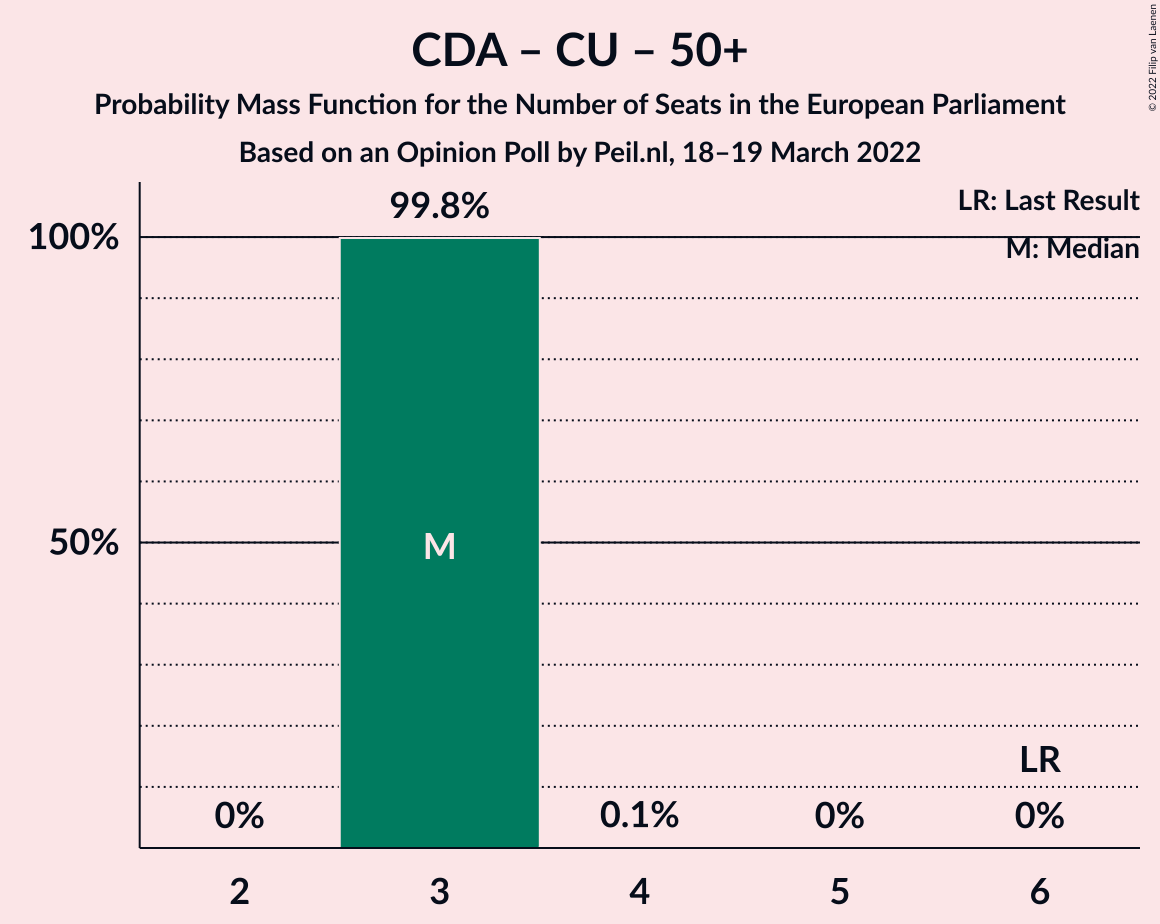 CDA – CU – 50+
Probability Mass Function for the Number of Seats in the European Parliament
Based on an Opinion Poll by Peil.nl, 18–19 March 2022
© 2022 Filip van Laenen
LR: Last Result
M: Median
99.8%
100%
50%
M
LR
0%
0.1%
0%
0%
2
3
4
5
6